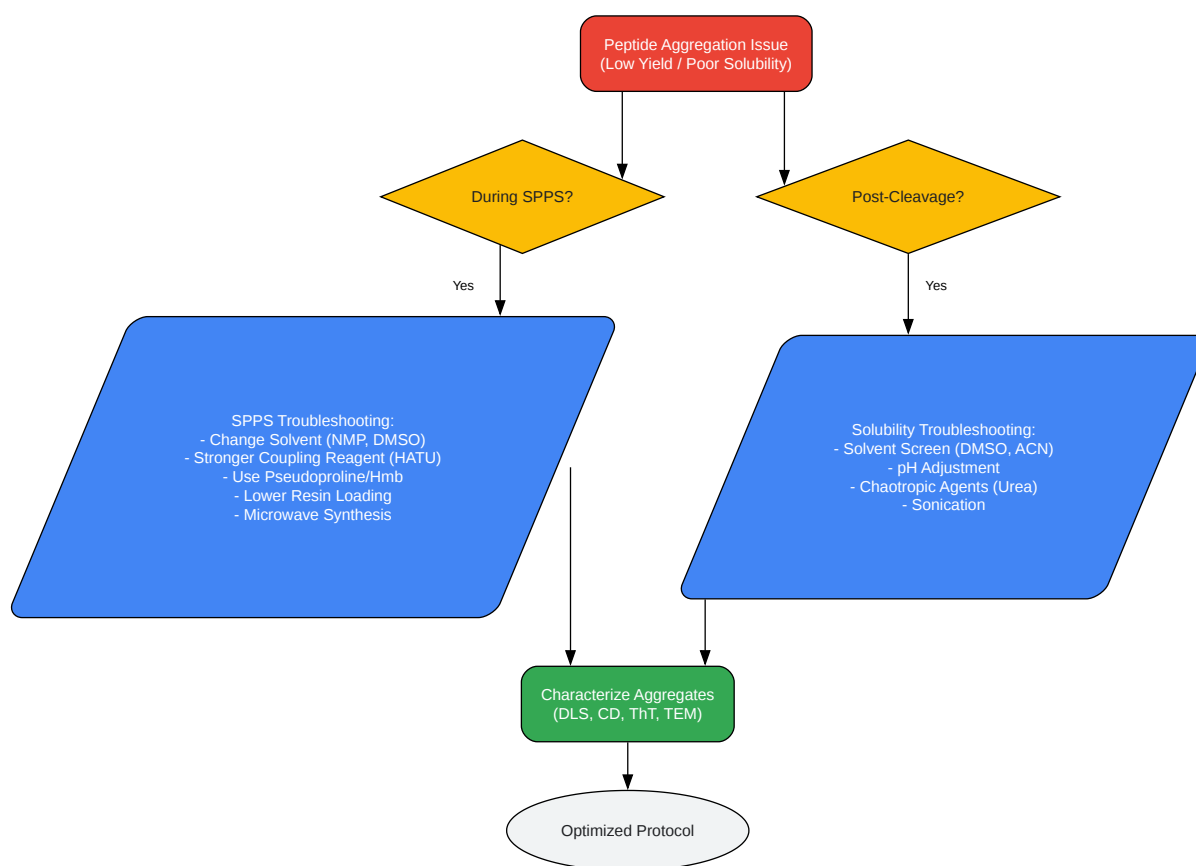 Peptide Aggregation Issue
(Low Yield / Poor Solubility)
During SPPS?
Post-Cleavage?
Yes
Yes
SPPS Troubleshooting:
- Change Solvent (NMP, DMSO)
- Stronger Coupling Reagent (HATU)
- Use Pseudoproline/Hmb
- Lower Resin Loading
- Microwave Synthesis
Solubility Troubleshooting:
- Solvent Screen (DMSO, ACN)
- pH Adjustment
- Chaotropic Agents (Urea)
- Sonication
Characterize Aggregates
(DLS, CD, ThT, TEM)
Optimized Protocol